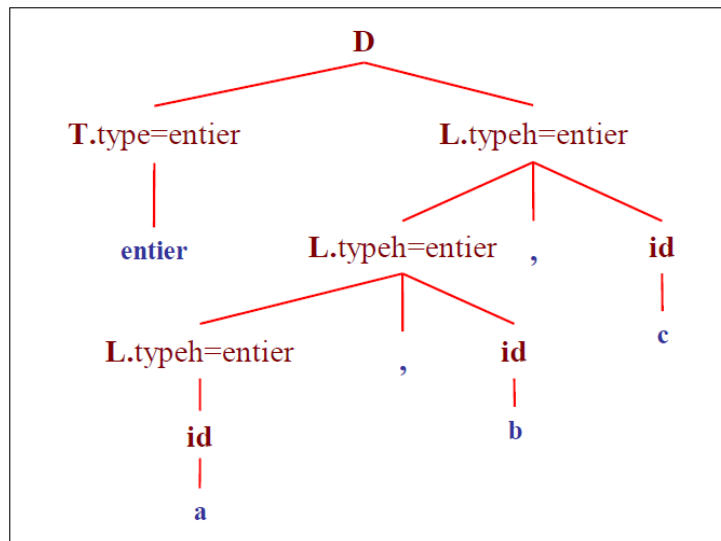 D
T.type=entier L.typeh=entier
entier L.typeh=entier , id
L.typeh=entier , id c
id b
a